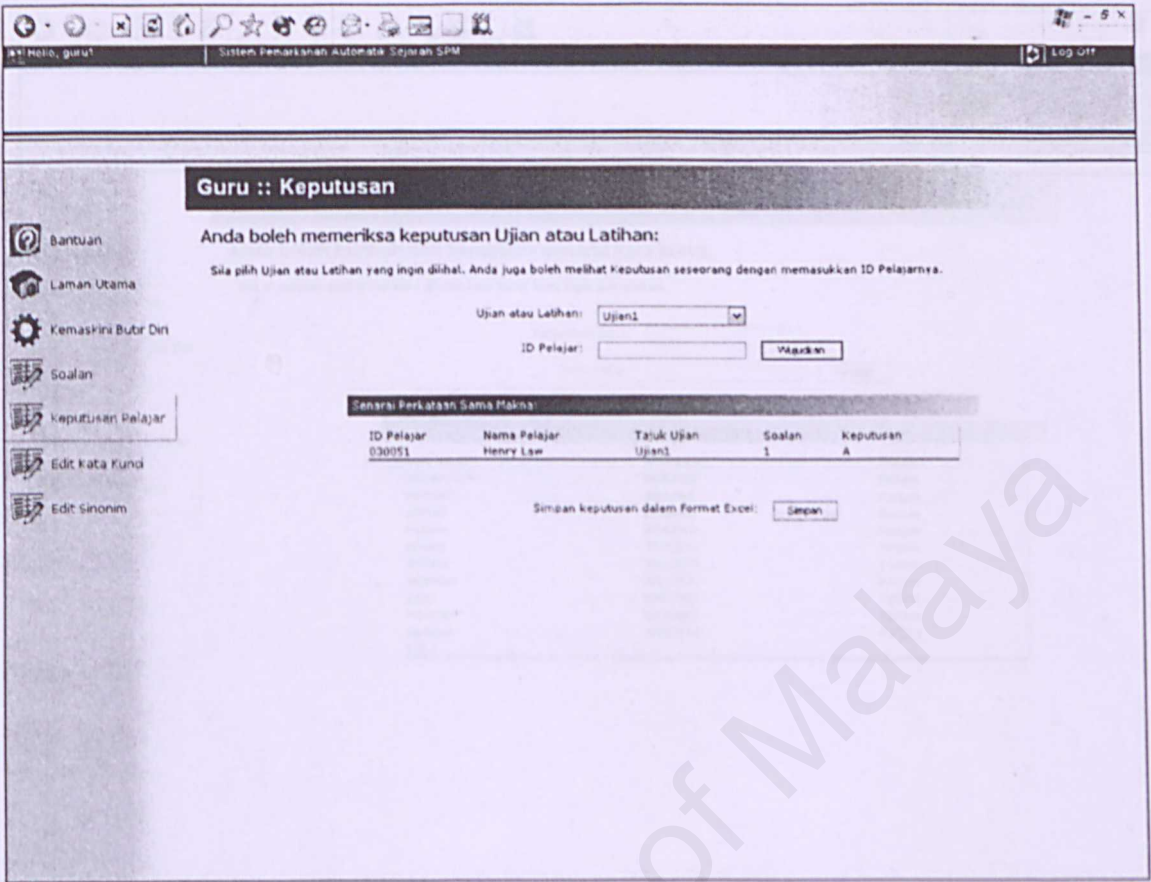 Hello, guru1 Sistem Pemarkahan Automatik Sejarah SPM Log Off
Guru :: Keputusan
Bantuan
Laman Utama
Kemaskini Butir Diri
Soalan
Keputusan Pelajar
Edit Kata Kunci
Edit Sinonim
Anda boleh memeriksa keputusan Ujian atau Latihan:
Sila pilih Ujian atau Latihan yang ingin dilihat. Anda juga boleh melihat Keputusan seseorang dengan memasukkan ID Pelajarnya.
Ujian atau Latihan: Ujian1
ID Pelajar: Wujudkan
Senarai Perkataan Sama Makna:
ID Pelajar Nama Pelajar Tajuk Ujian Soalan Keputusan
030051 Henry Law Ujian1 1 A
Simpan keputusan dalam Format Excel: Simpan
of Malaya